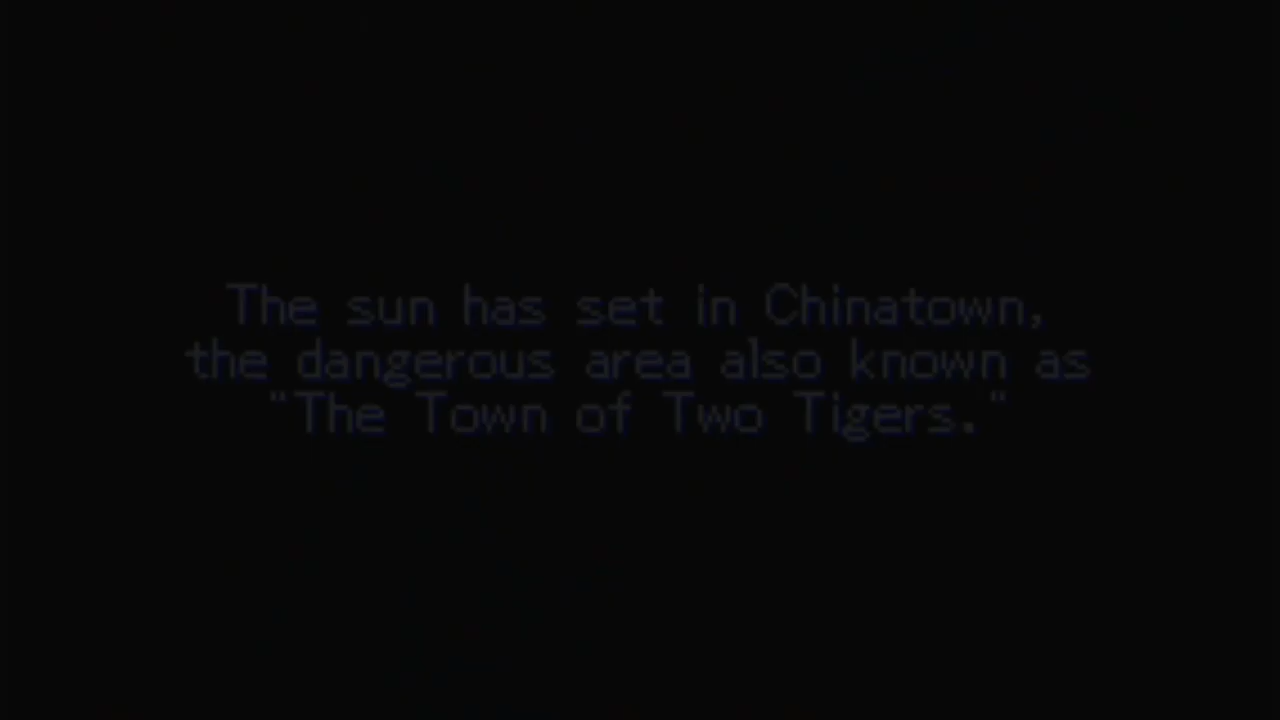 The sun has set in Chinatown,
the dangerous area also known as
"The Town of Two Tigers."